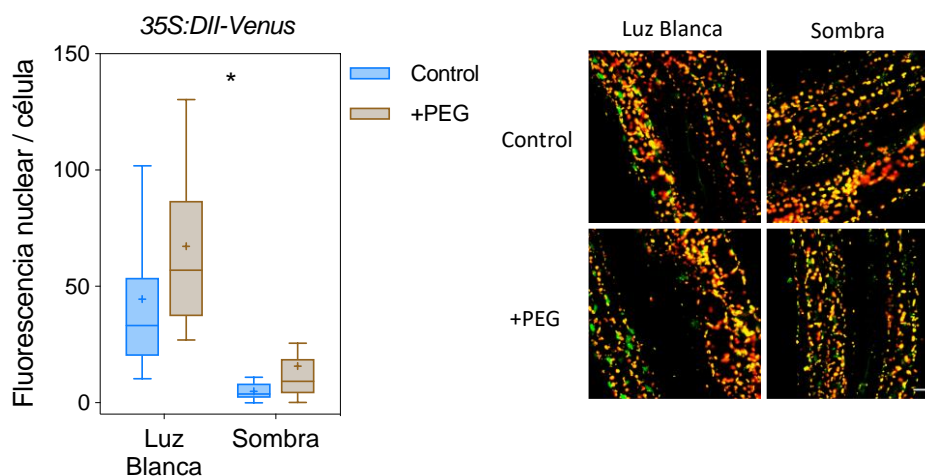 35S:DII-Venus
Fluorescencia nuclear / célula
150
100
50
0
*
Luz
Blanca
Sombra
Control
+PEG
Luz Blanca
Sombra
Control
+PEG